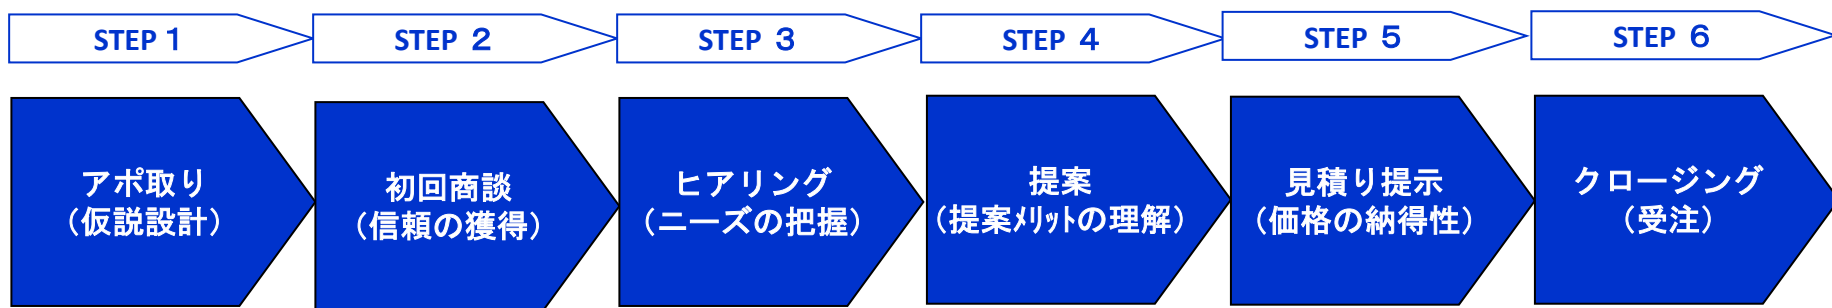 STEP 1
STEP ２
STEP ３
STEP ４
STEP ５
STEP ６
アポ取り
（仮説設計）
初回商談
（信頼の獲得）
ヒアリング
（ニーズの把握）
提案
（提案ﾒﾘｯﾄの理解）
見積り提示
（価格の納得性）
クロージング
（受注）